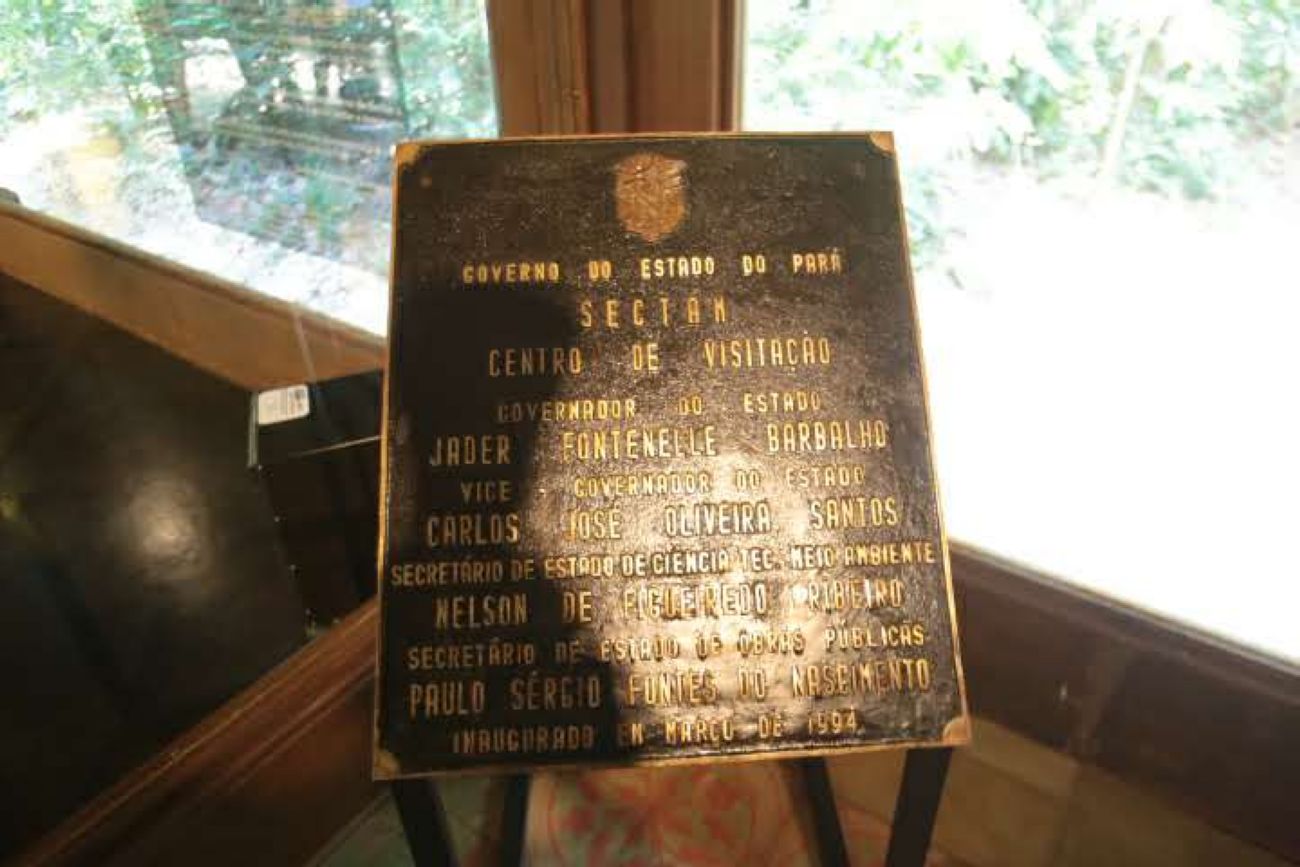 GOVERNO DO ESTADO DO PARÁ
SECTAM
CENTRO DE VISITAÇÃO
GOVERNADOR DO ESTADO
JADER FONTENELLE BARBALHO
VICE - GOVERNADOR DO ESTADO
CARLOS JOSÉ OLIVEIRA SANTOS
SECRETÁRIO DE ESTADO DE CIÊNCIA TEC. MEIO AMBIENTE
NELSON DE FIGUEIREDO RIBEIRO
SECRETÁRIO DE ESTADO DE OBRAS PÚBLICAS
PAULO SÉRGIO FONTES DO NASCIMENTO
INAUGURADO EM MARÇO DE 1994.